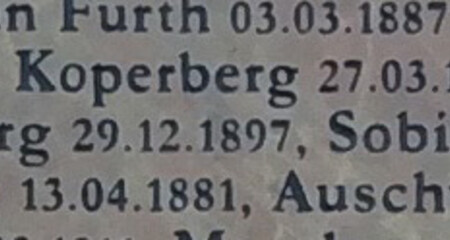 n Furth 03.03.1887
Koperberg 27.03.
rg 29.12.1897, Sobi
13.04.1881, Ausch